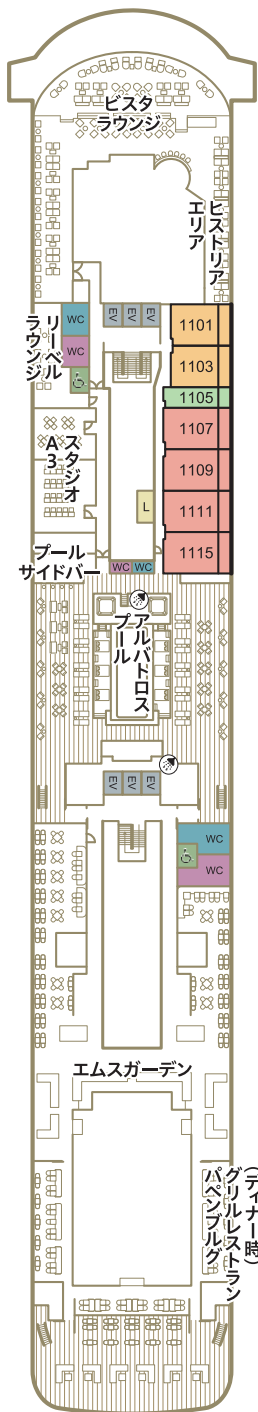 ビスタ
ラウンジ
ヒストリア
エリア
WC
EV
EV
EV
1101
リーベル
ラウンジ
WC
1103
1105
スタジオ
A3
1107
1109
L
1111
プール
サイドバー
WC
WC
1115
アルバトロス
プール
EV
EV
EV
WC
WC
エムスガーデン
(ディナー時)
グリルレストラン
パペンブルグ